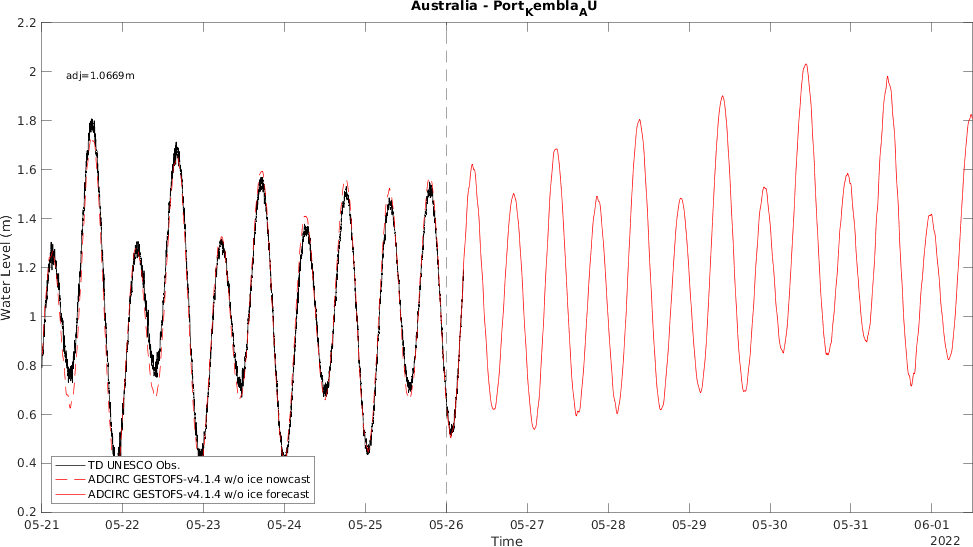 Australia - PortKemblaAU
2.2
2
1.8
1.6
1.4
1.2
1
0.8
0.6
0.4
0.2
Water Level (m)
adj=1.0669m
TD UNESCO Obs.
ADCIRC GESTOFS-v4.1.4 w/o ice nowcast
ADCIRC GESTOFS-v4.1.4 w/o ice forecast
05-21 05-22 05-23 05-24 05-25 05-26 05-27 05-28 05-29 05-30 05-31 06-01
Time
2022